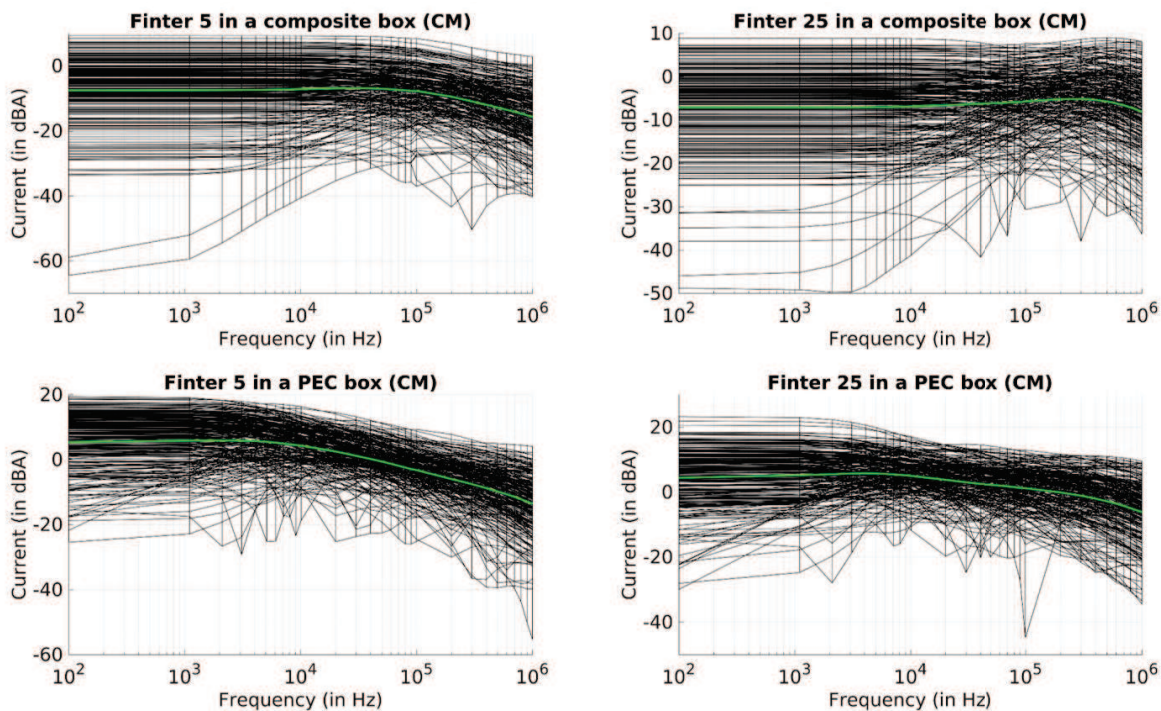 Finter 5 in a composite box (CM)
Current (in dBA)
0
-20
-40
-60
10^2 10^3 10^4 10^5 10^6
Frequency (in Hz)
Finter 25 in a composite box (CM)
Current (in dBA)
10
0
-10
-20
-30
-40
-50
10^2 10^3 10^4 10^5 10^6
Frequency (in Hz)
Finter 5 in a PEC box (CM)
Current (in dBA)
20
0
-20
-40
-60
10^2 10^3 10^4 10^5 10^6
Frequency (in Hz)
Finter 25 in a PEC box (CM)
Current (in dBA)
20
0
-20
-40
10^2 10^3 10^4 10^5 10^6
Frequency (in Hz)